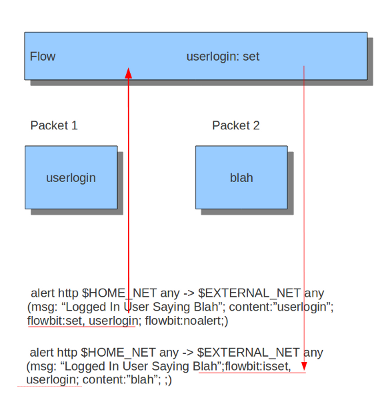 Flow userlogin: set
Packet 1 Packet 2
userlogin blah
alert http $HOME_NET any -> $EXTERNAL_NET any
(msg: “Logged In User Saying Blah”; content:”userlogin”;
flowbit:set, userlogin; flowbit:noalert;)
alert http $HOME_NET any -> $EXTERNAL_NET any
(msg: “Logged In User Saying Blah”;flowbit:isset,
userlogin; content:”blah”; ;)